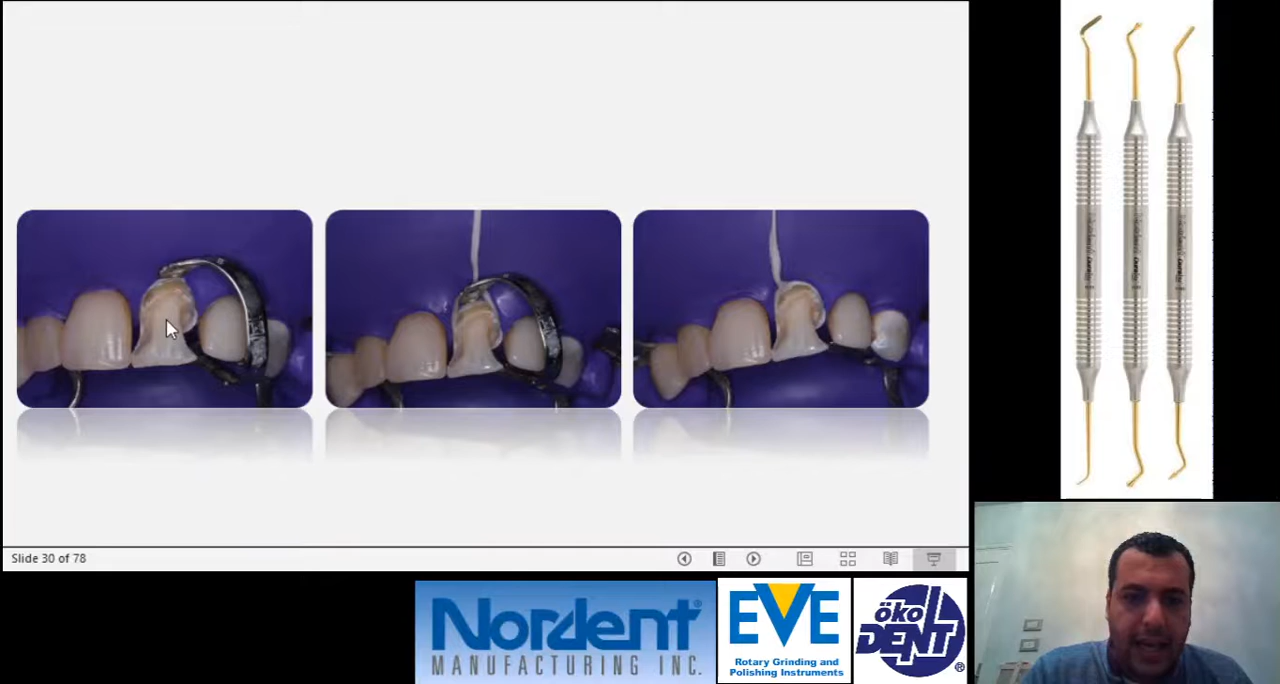 Slide 30 of 78
Nordent®
MANUFACTURING INC.
EVE
Rotary Grinding and
Polishing Instruments
öko
DENT®